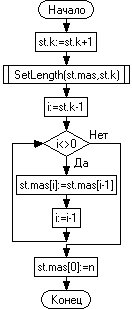 Начало
st.k:=st.k+1
SetLength(st.mas,st.k)
i:=st.k-1
i<>0
Нет
Да
st.mas[i]:=st.mas[i-1]
i:=i-1
st.mas[0]:=n
Конец